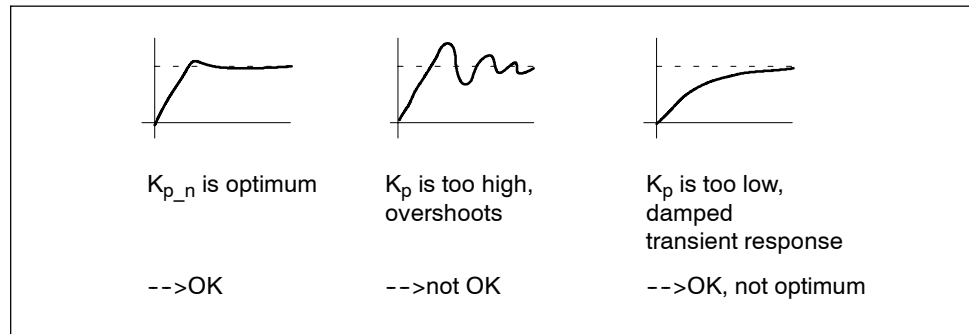 K_p_n is optimum
-->OK
K_p is too high,
overshoots
-->not OK
K_p is too low,
damped
transient response
-->OK, not optimum